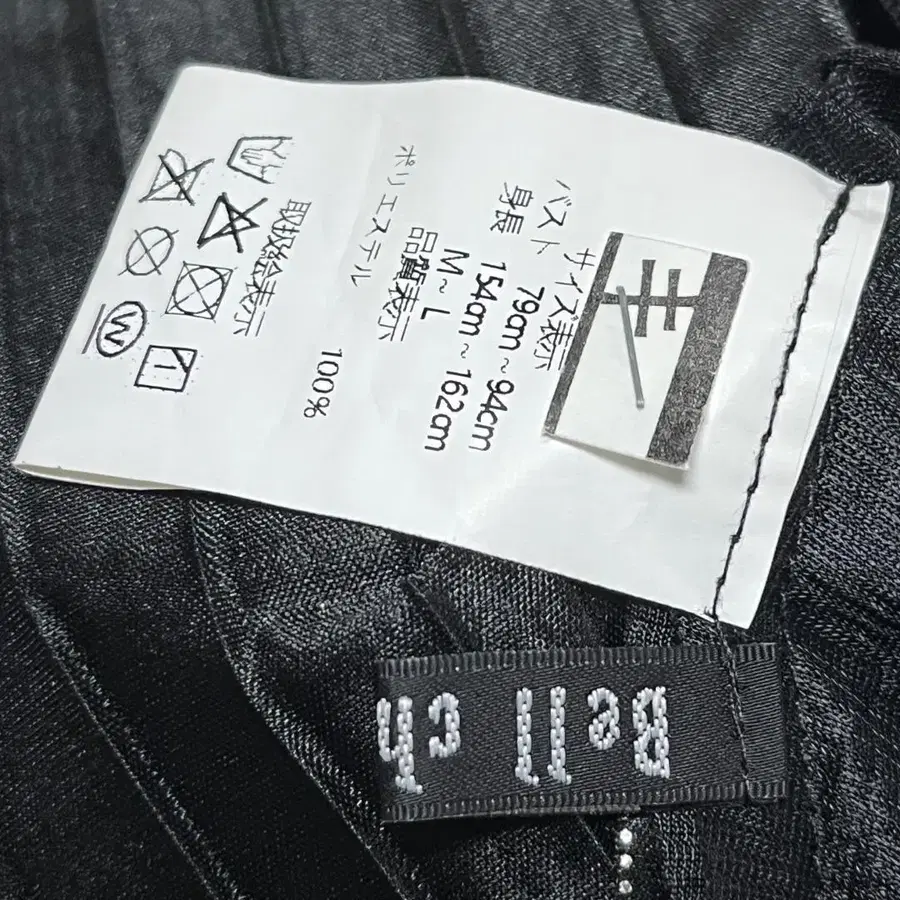 サイズ表示
バスト 79cm~94cm
身長 154cm~162cm
M~L
品質表示
ポリエステル 100%
取扱絵表示
W
Bell ch